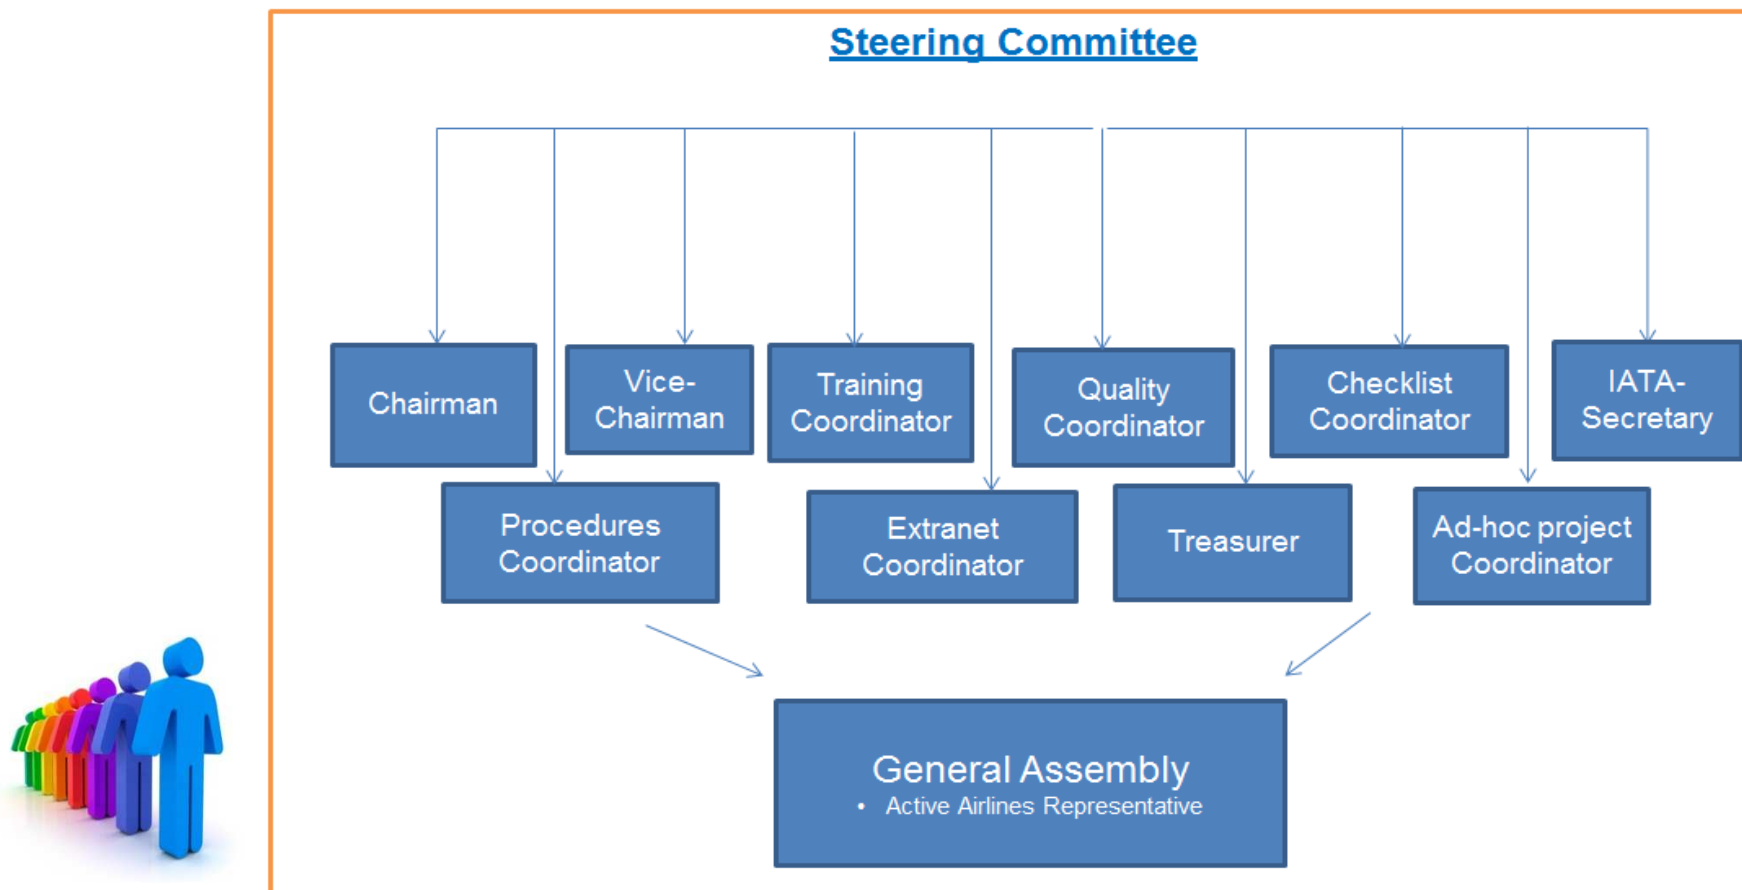 Steering Committee
Chairman
Vice-
Chairman
Training
Coordinator
Quality
Coordinator
Checklist
Coordinator
IATA-
Secretary
Procedures
Coordinator
Extranet
Coordinator
Treasurer
Ad-hoc project
Coordinator
General Assembly
• Active Airlines Representative